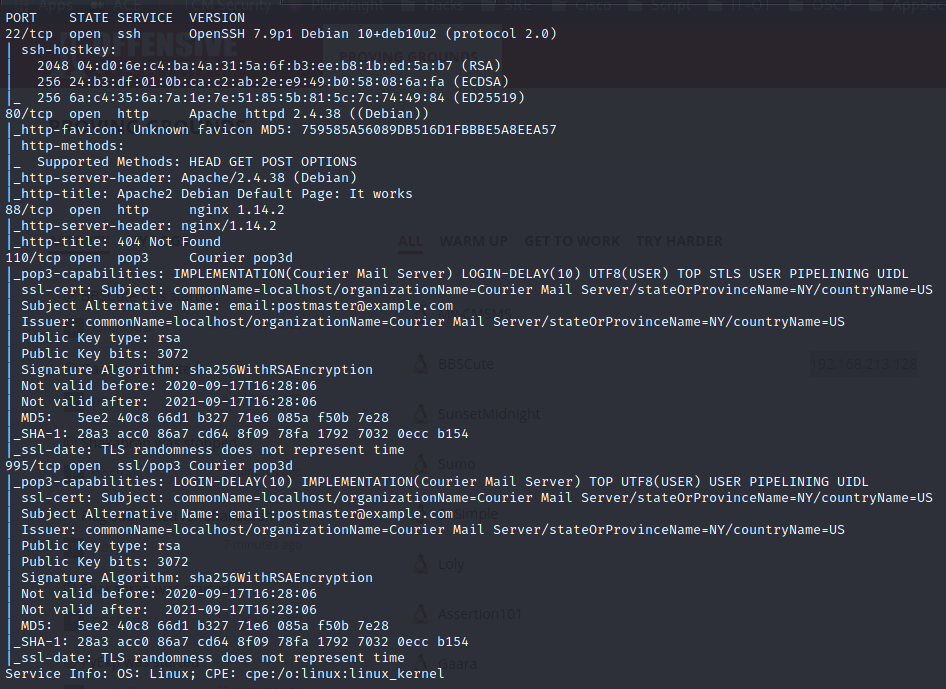 PORT     STATE SERVICE  VERSION
22/tcp  open  ssh      OpenSSH 7.9p1 Debian 10+deb10u2 (protocol 2.0)
| ssh-hostkey:
|   2048 04:d0:6e:c4:ba:4a:31:5a:6f:b3:ee:b8:1b:ed:5a:b7 (RSA)
|   256 24:b3:df:01:0b:ca:c2:ab:2e:e9:49:b0:58:08:6a:fa (ECDSA)
|_  256 6a:c4:35:6a:7a:1e:7e:51:85:5b:81:5c:7c:74:49:84 (ED25519)
80/tcp  open  http     Apache httpd 2.4.38 ((Debian))
|_http-favicon: Unknown favicon MD5: 759585A56089DB516D1FBBBE5A8EEA57
| http-methods:
|_  Supported Methods: HEAD GET POST OPTIONS
|_http-server-header: Apache/2.4.38 (Debian)
|_http-title: Apache2 Debian Default Page: It works
88/tcp  open  http     nginx 1.14.2
|_http-server-header: nginx/1.14.2
|_http-title: 404 Not Found
ALL WARM UP GET TO WORK TRY HARDER
110/tcp open  pop3     Courier pop3d
|_pop3-capabilities: IMPLEMENTATION(Courier Mail Server) LOGIN-DELAY(10) UTF8(USER) TOP STLS USER PIPELINING UIDL
| ssl-cert: Subject: commonName=localhost/organizationName=Courier Mail Server/stateOrProvinceName=NY/countryName=US
| Subject Alternative Name: email:postmaster@example.com
| Issuer: commonName=localhost/organizationName=Courier Mail Server/stateOrProvinceName=NY/countryName=US
| Public Key type: rsa
| Public Key bits: 3072
BBSCute
| Signature Algorithm: sha256WithRSAEncryption
| Not valid before: 2020-09-17T16:28:06
| Not valid after:  2021-09-17T16:28:06
SunsetMidnight
| MD5:   5ee2 40c8 66d1 b327 71e6 085a f50b 7e28
|_SHA-1: 28a3 acc0 86a7 cd64 8f09 78fa 1792 7032 0ecc b154
|_ssl-date: TLS randomness does not represent time
Sumo
995/tcp open  ssl/pop3 Courier pop3d
|_pop3-capabilities: LOGIN-DELAY(10) IMPLEMENTATION(Courier Mail Server) TOP UTF8(USER) USER PIPELINING UIDL
| ssl-cert: Subject: commonName=localhost/organizationName=Courier Mail Server/stateOrProvinceName=NY/countryName=US
| Subject Alternative Name: email:postmaster@example.com
| Issuer: commonName=localhost/organizationName=Courier Mail Server/stateOrProvinceName=NY/countryName=US
| Public Key type: rsa
| Public Key bits: 3072
Loly
| Signature Algorithm: sha256WithRSAEncryption
| Not valid before: 2020-09-17T16:28:06
| Not valid after:  2021-09-17T16:28:06
Assertion101
| MD5:   5ee2 40c8 66d1 b327 71e6 085a f50b 7e28
|_SHA-1: 28a3 acc0 86a7 cd64 8f09 78fa 1792 7032 0ecc b154
|_ssl-date: TLS randomness does not represent time
Gaara
Service Info: OS: Linux; CPE: cpe:/o:linux:linux_kernel